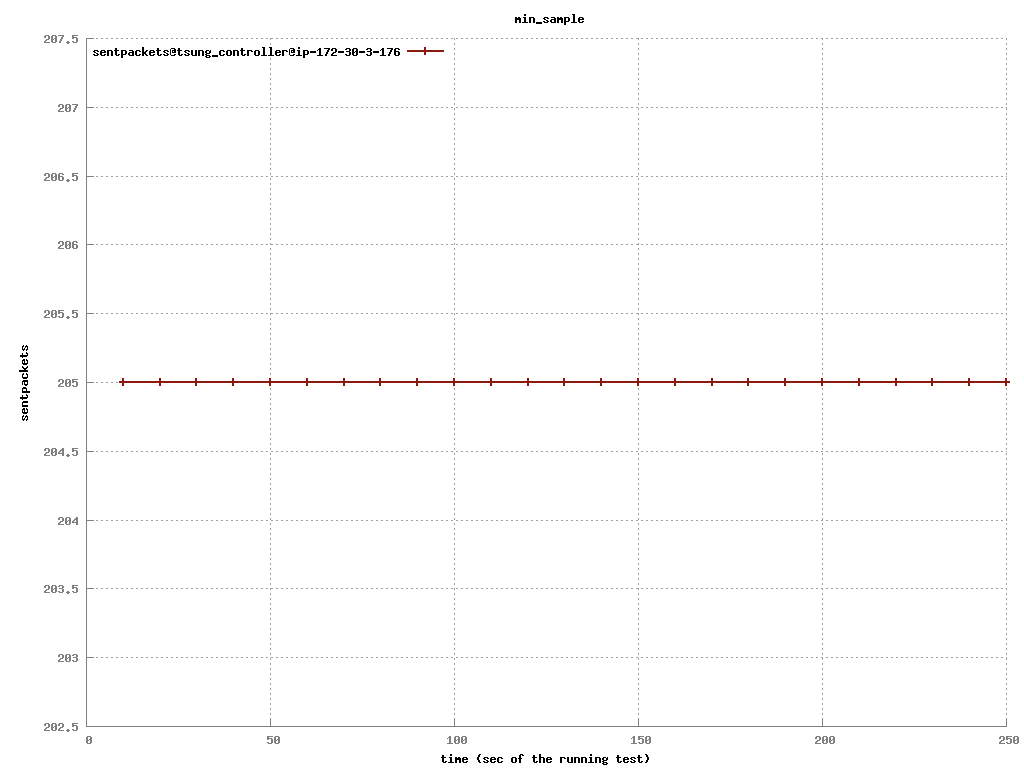 min_sample
sentpackets@tsung_controller@ip-172-30-3-176
207.5
207
206.5
206
205.5
205
204.5
204
203.5
203
202.5
sentpackets
0 50 100 150 200 250
time (sec of the running test)